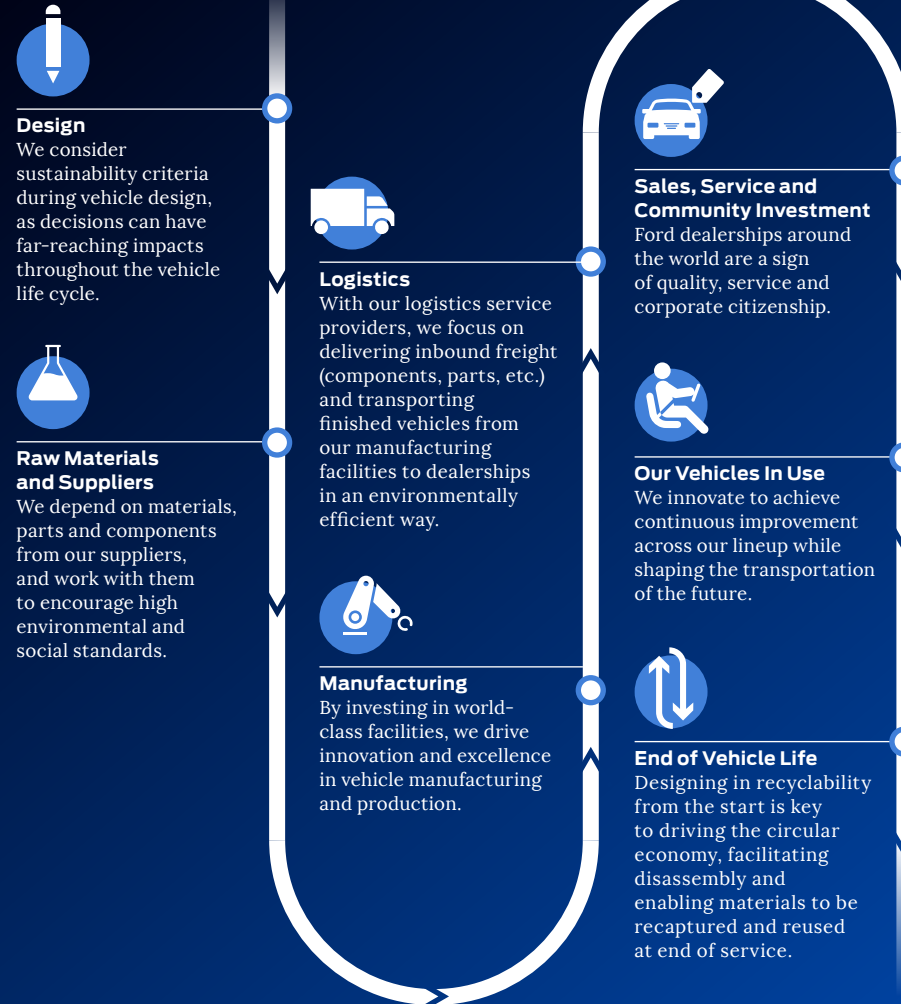 Design
We consider
sustainability criteria
during vehicle design,
as decisions can have
far-reaching impacts
throughout the vehicle
life cycle.
Raw Materials
and Suppliers
We depend on materials,
parts and components
from our suppliers,
and work with them
to encourage high
environmental and
social standards.
Logistics
With our logistics service
providers, we focus on
delivering inbound freight
(components, parts, etc.)
and transporting
finished vehicles from
our manufacturing
facilities to dealerships
in an environmentally
efficient way.
Manufacturing
By investing in world-
class facilities, we drive
innovation and excellence
in vehicle manufacturing
and production.
Sales, Service and
Community Investment
Ford dealerships around
the world are a sign
of quality, service and
corporate citizenship.
Our Vehicles In Use
We innovate to achieve
continuous improvement
across our lineup while
shaping the transportation
of the future.
End of Vehicle Life
Designing in recyclability
from the start is key
to driving the circular
economy, facilitating
disassembly and
enabling materials to be
recaptured and reused
at end of service.